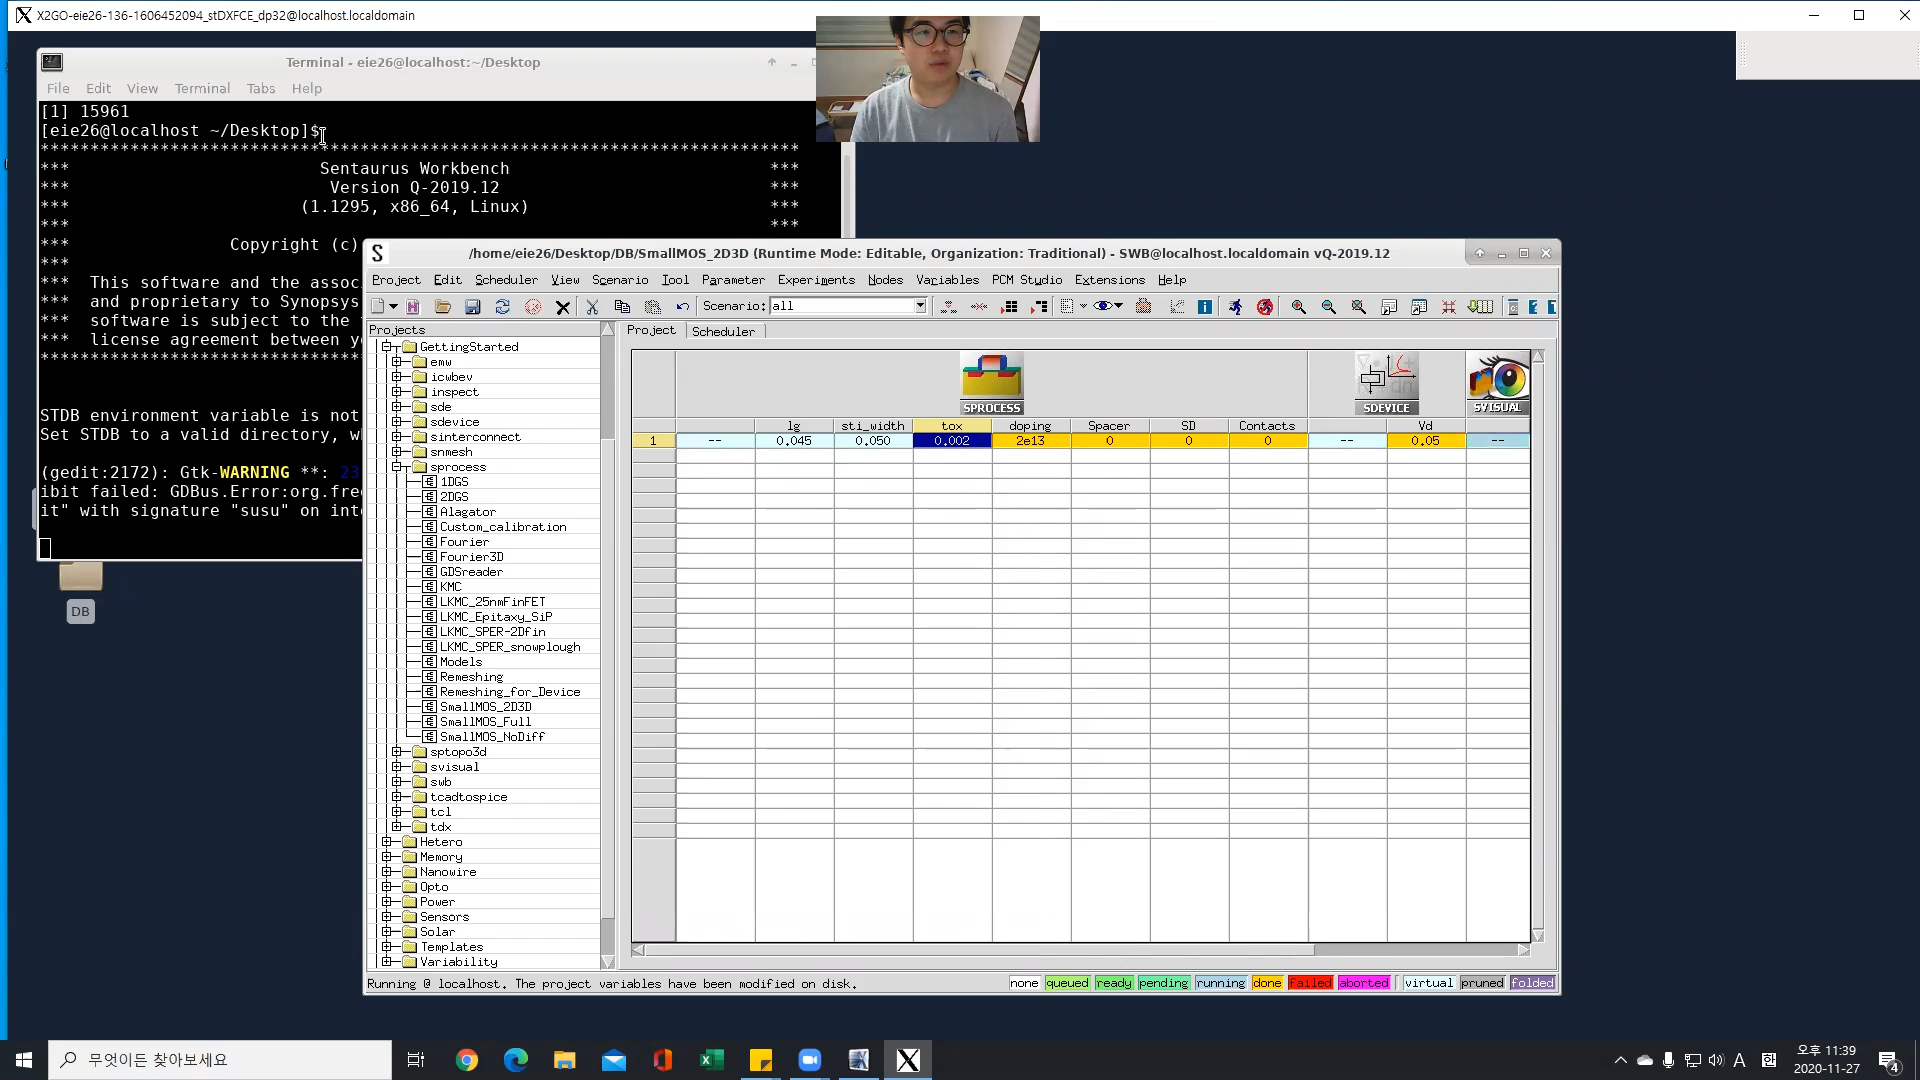 X2GO-eie26-136-1606452094_stDXFCE_dp32@localhost.localdomain
Terminal - eie26@localhost:~/Desktop
File Edit View Terminal Tabs Help
[1] 15961
[eie26@localhost ~/Desktop]$
****************************************************************************
*** Sentaurus Workbench ***
*** Version Q-2019.12 ***
*** (1.1295, x86_64, Linux) ***
*** ***
*** Copyright (c)
***
*** This software and the assoc
*** and proprietary to Synopsys
*** software is subject to the
*** license agreement between y
STDB environment variable is not
Set STDB to a valid directory, w
(gedit:2172): Gtk-WARNING **: 23
ibit failed: GDBus.Error:org.free
it" with signature "susu" on inte
DB
/home/eie26/Desktop/DB/SmallMOS_2D3D (Runtime Mode: Editable, Organization: Traditional) - SWB@localhost.localdomain vQ-2019.12
Project Edit Scheduler View Scenario Tool Parameter Experiments Nodes Variables PCM Studio Extensions Help
Scenario: all
Projects
GettingStarted
emw
icwbev
inspect
sde
sdevice
sinterconnect
snmesh
sprocess
1DGS
2DGS
Alagator
Custom_calibration
Fourier
Fourier3D
GDSreader
KMC
LKMC_25nmFinFET
LKMC_Epitaxy_SiP
LKMC_SPER-2Dfin
LKMC_SPER_snowplough
Models
Remeshing
Remeshing_for_Device
SmallMOS_2D3D
SmallMOS_Full
SmallMOS_NoDiff
sptopo3d
svisual
swb
tcadtospice
tcl
tdx
Hetero
Memory
Nanowire
Opto
Power
Sensors
Solar
Templates
Variability
Project Scheduler
SPROCESS SDEVICE SVISUAL
lg sti_width tox doping Spacer SD Contacts Vd
1 -- 0.045 0.050 0.002 2e13 0 0 0 -- 0.05 --
Running @ localhost. The project variables have been modified on disk.
none queued ready pending running done failed aborted virtual pruned folded
무엇이든 찾아보세요
A 한 오후 11:39
2020-11-27
4